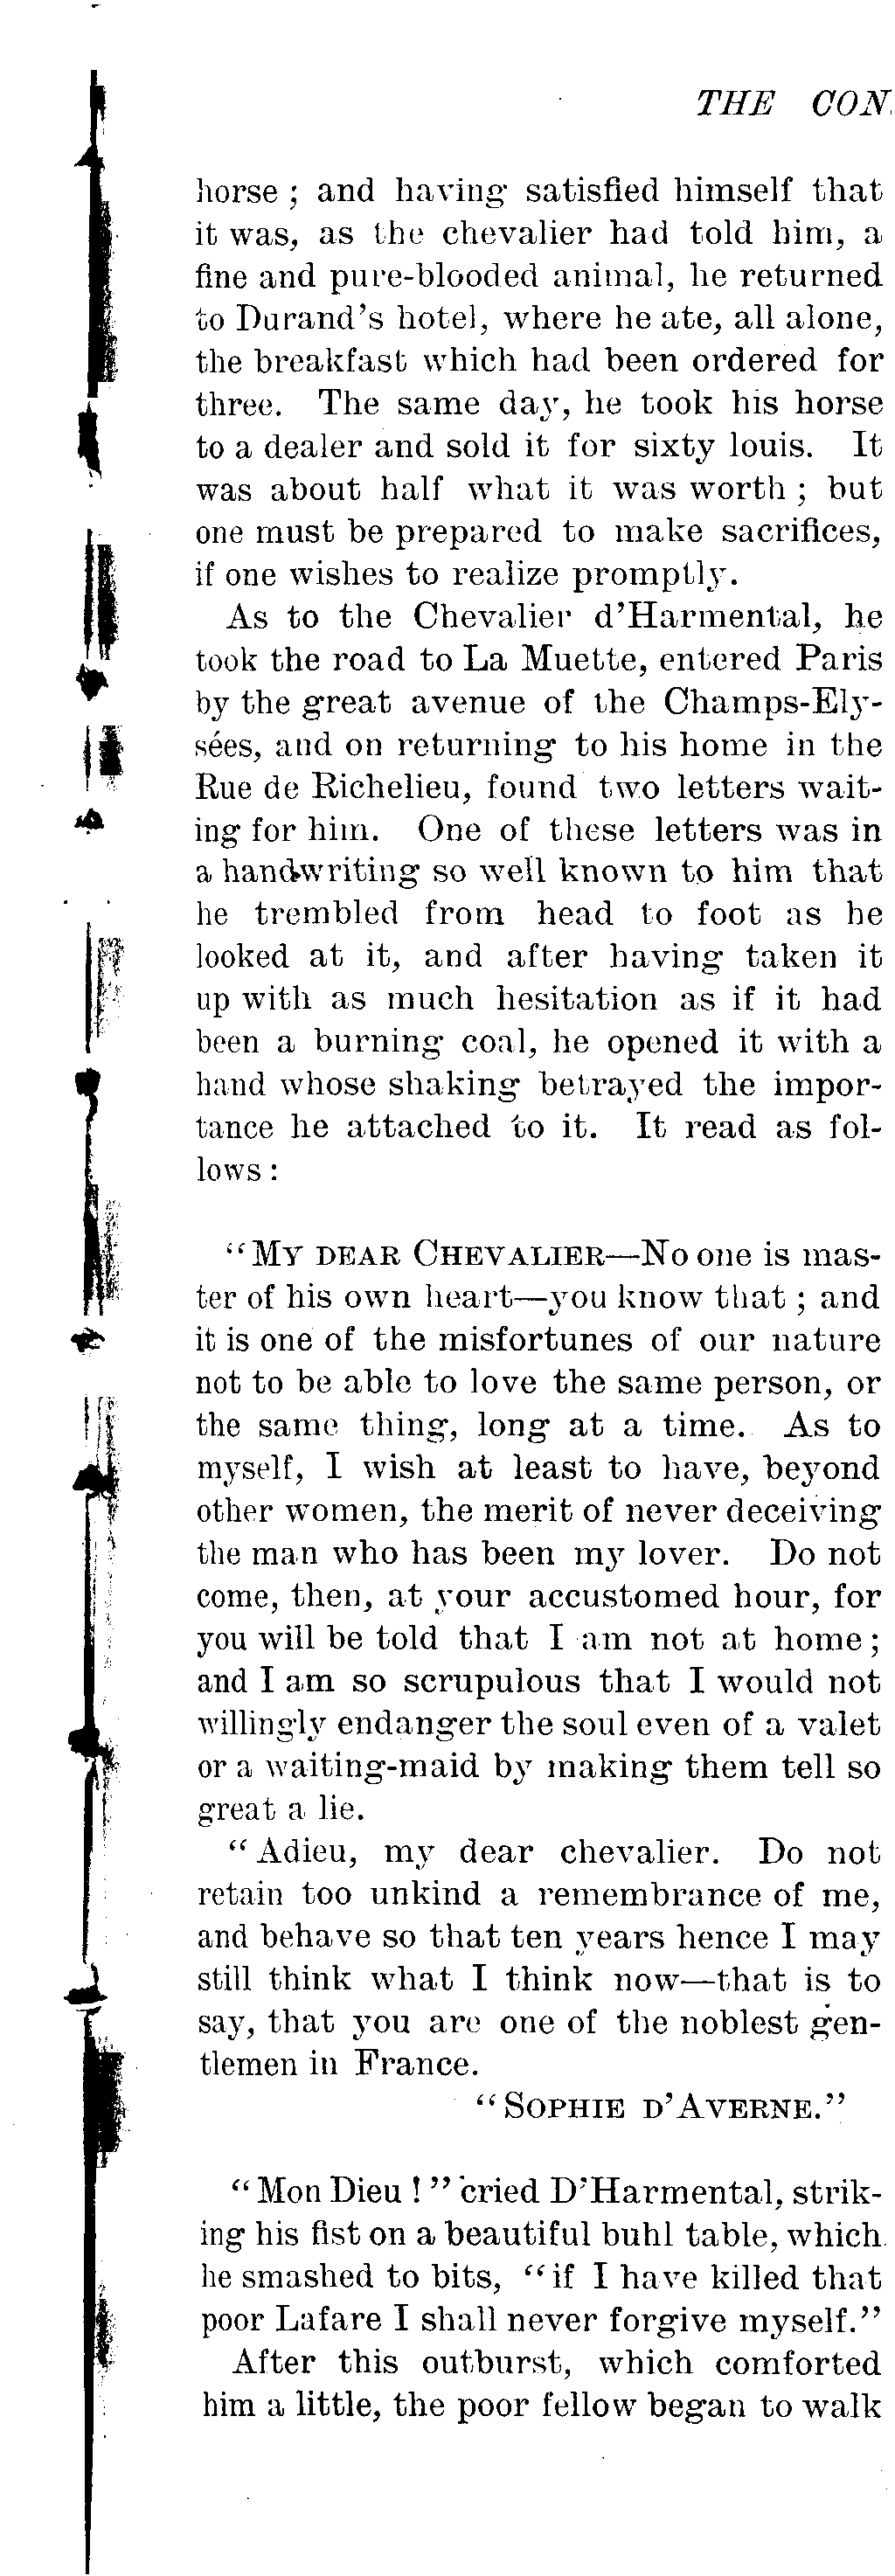 THE CON
horse ; and having satisfied himself that
it was, as the chevalier had told him, a
fine and pure-blooded animal, he returned
to Durand's hotel, where he ate, all alone,
the breakfast which had been ordered for
three. The same day, he took his horse
to a dealer and sold it for sixty louis. It
was about half what it was worth ; but
one must be prepared to make sacrifices,
if one wishes to realize promptly.
As to the Chevalier d'Harmental, he
took the road to La Muette, entered Paris
by the great avenue of the Champs-Ely-
sées, and on returning to his home in the
Rue de Richelieu, found two letters wait-
ing for him. One of these letters was in
a handwriting so well known to him that
he trembled from head to foot as he
looked at it, and after having taken it
up with as much hesitation as if it had
been a burning coal, he opened it with a
hand whose shaking betrayed the impor-
tance he attached to it. It read as fol-
lows :
"MY DEAR CHEVALIER—No one is mas-
ter of his own heart—you know that ; and
it is one of the misfortunes of our nature
not to be able to love the same person, or
the same thing, long at a time. As to
myself, I wish at least to have, beyond
other women, the merit of never deceiving
the man who has been my lover. Do not
come, then, at your accustomed hour, for
you will be told that I am not at home ;
and I am so scrupulous that I would not
willingly endanger the soul even of a valet
or a waiting-maid by making them tell so
great a lie.
"Adieu, my dear chevalier. Do not
retain too unkind a remembrance of me,
and behave so that ten years hence I may
still think what I think now—that is to
say, that you are one of the noblest gen-
tlemen in France.
"SOPHIE D'AVERNE."
"Mon Dieu !" cried D'Harmental, strik-
ing his fist on a beautiful buhl table, which
he smashed to bits, "if I have killed that
poor Lafare I shall never forgive myself."
After this outburst, which comforted
him a little, the poor fellow began to walk